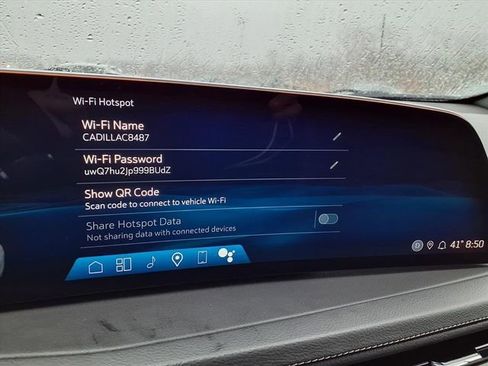 Wi-Fi Hotspot
Wi-Fi Name
CADILLAC8487
Wi-Fi Password
uwQ7hu2Jp999BUdZ
Show QR Code
Scan code to connect to vehicle Wi-Fi
Share Hotspot Data
Not sharing data with connected devices
D 41° 8:50